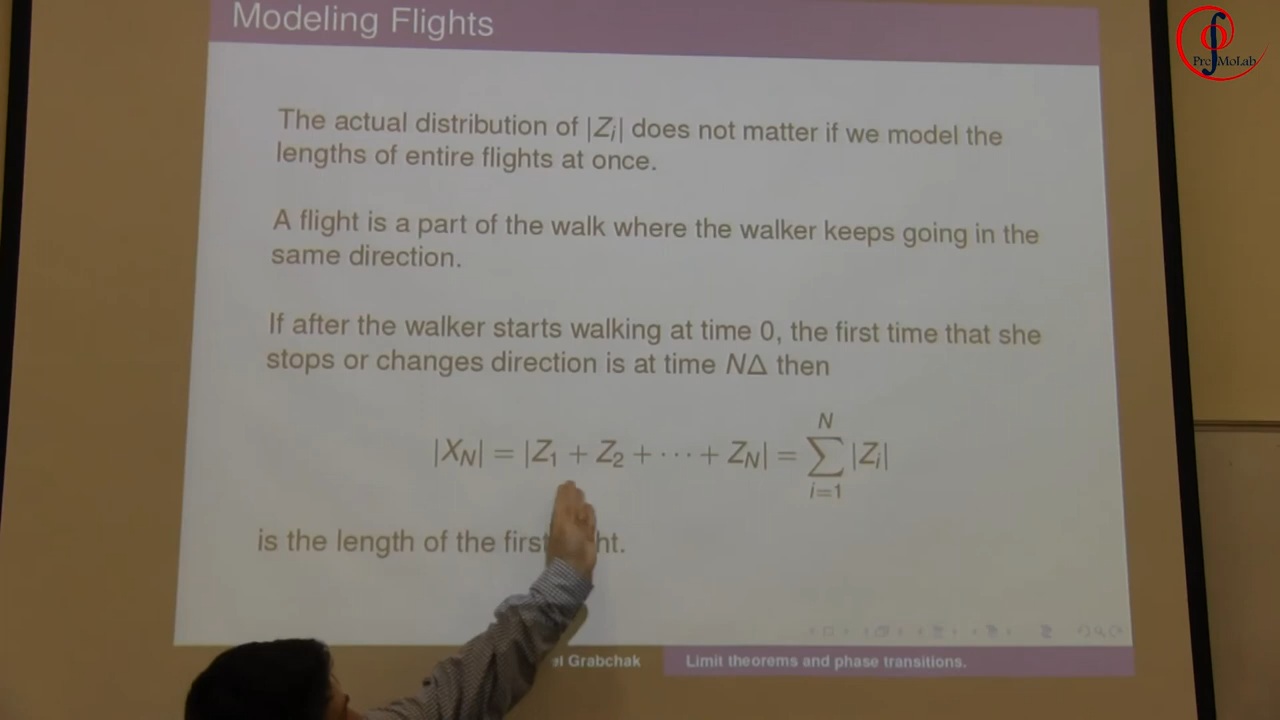 Modeling Flights
PreMoLab
The actual distribution of |Z_i| does not matter if we model the
lengths of entire flights at once.
A flight is a part of the walk where the walker keeps going in the
same direction.
If after the walker starts walking at time 0, the first time that she
stops or changes direction is at time NΔ then
|X_N| = |Z_1 + Z_2 + ··· + Z_N| = ∑_{i=1}^{N} |Z_i|
is the length of the first ht.
el Grabchak Limit theorems and phase transitions.